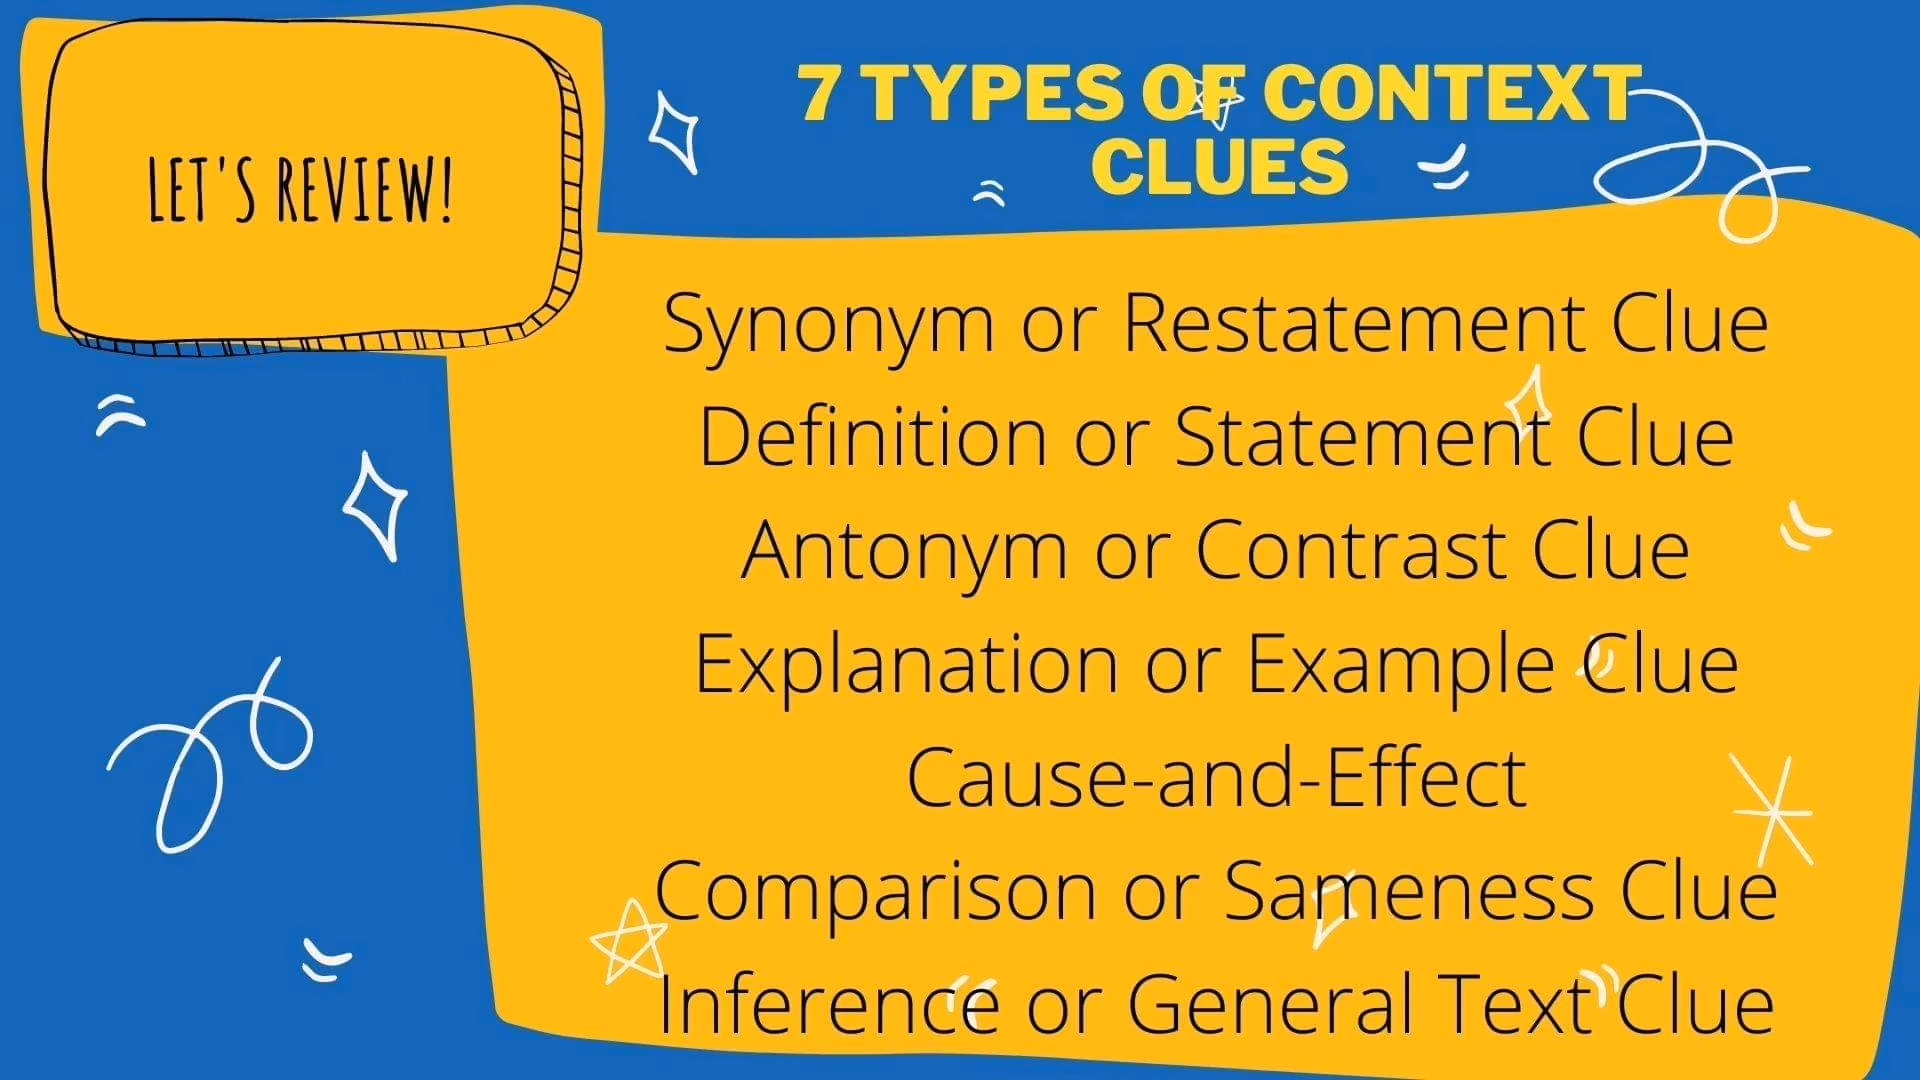 LET'S REVIEW!
7 TYPES OF CONTEXT
CLUES
Synonym or Restatement Clue
Definition or Statement Clue
Antonym or Contrast Clue
Explanation or Example Clue
Cause-and-Effect
Comparison or Sameness Clue
Inference or General Text Clue